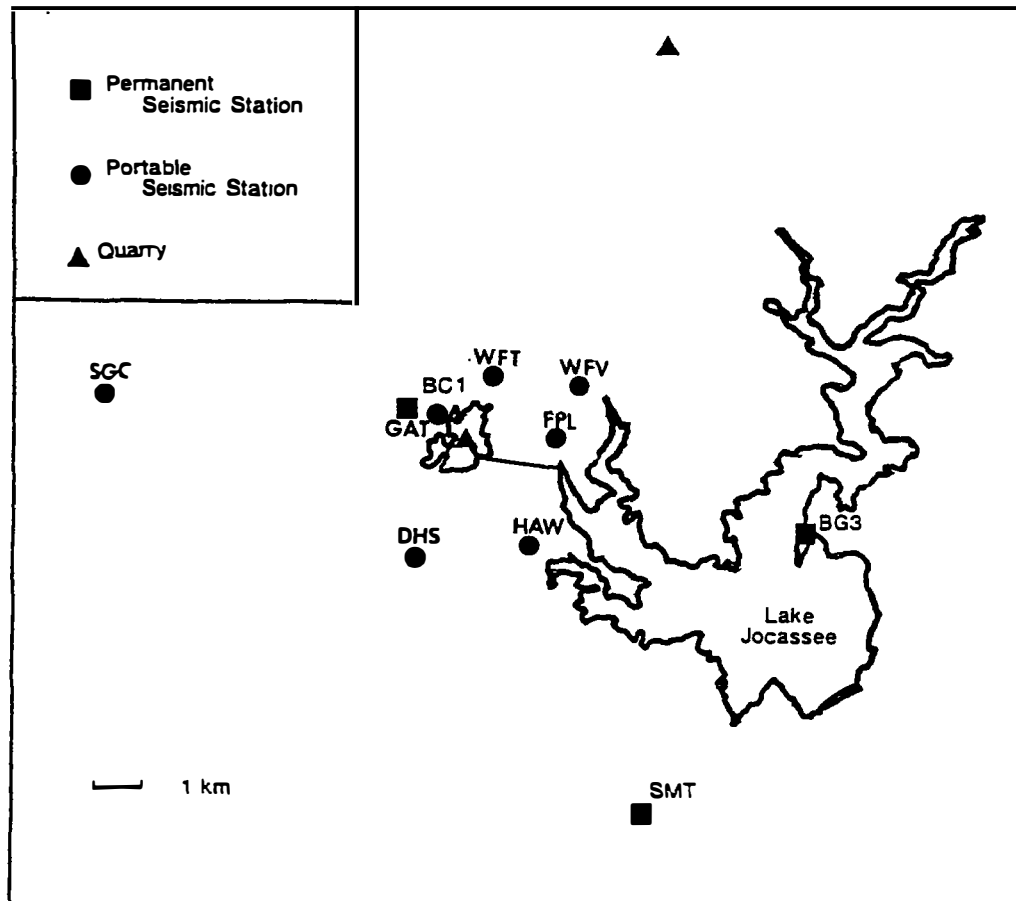 Permanent
Seismic Station
Portable
Seismic Station
Quarry
SGC
WFT
WFV
BC1
GAT
FPL
DHS
HAW
BG3
Lake
Jocassee
1 km
SMT